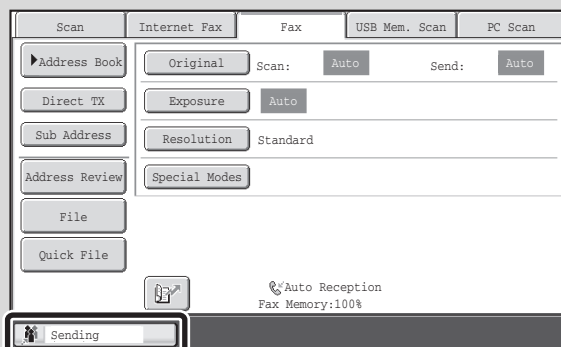 Scan Internet Fax Fax USB Mem. Scan PC Scan
Address Book Original Scan: Auto Send: Auto
Direct TX Exposure Auto
Sub Address Resolution Standard
Address Review Special Modes
File
Quick File
Auto Reception
Fax Memory:100%
Sending